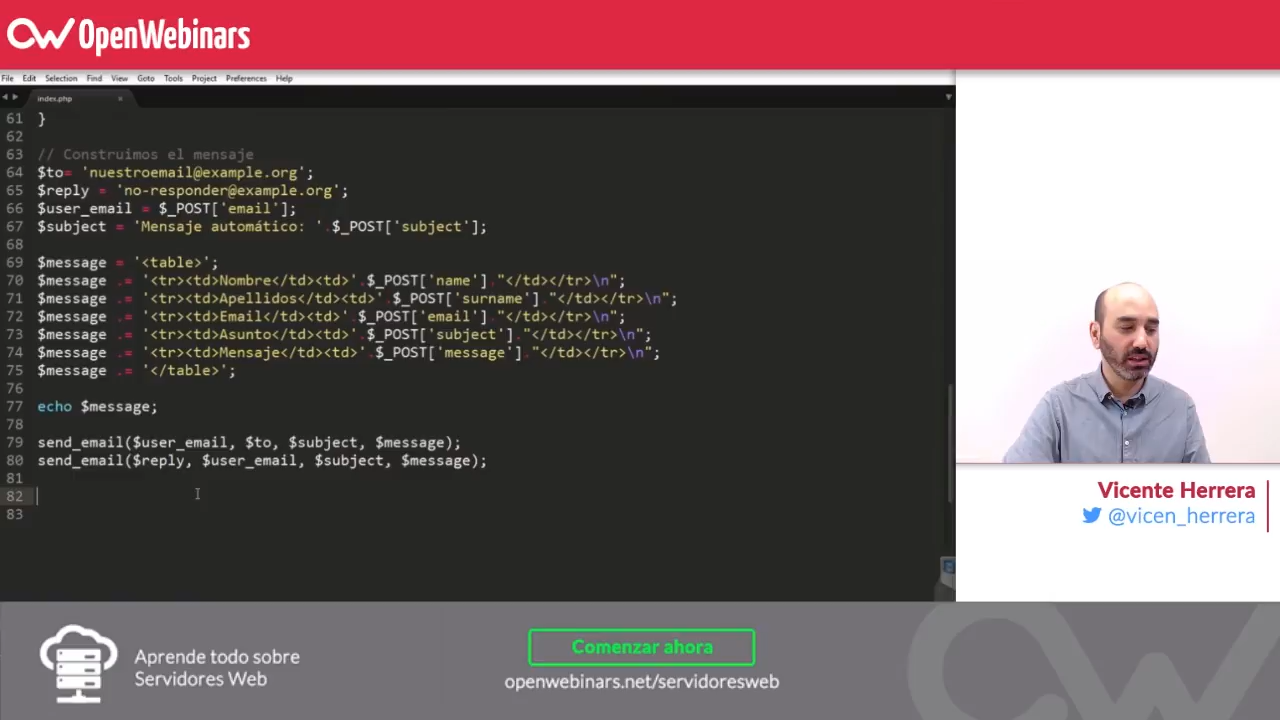 OpenWebinars
File Edit Selection Find View Goto Tools Project Preferences Help
index.php
61 }
62
63 // Construimos el mensaje
64 $to= 'nuestroemail@example.org';
65 $reply = 'no-responder@example.org';
66 $user_email = $_POST['email'];
67 $subject = 'Mensaje automático: '.$_POST['subject'];
68
69 $message = '<table>';
70 $message .= '<tr><td>Nombre</td><td>'.$_POST['name']."</td></tr>\n";
71 $message .= '<tr><td>Apellidos</td><td>'.$_POST['surname']."</td></tr>\n";
72 $message .= '<tr><td>Email</td><td>'.$_POST['email']."</td></tr>\n";
73 $message .= '<tr><td>Asunto</td><td>'.$_POST['subject']."</td></tr>\n";
74 $message .= '<tr><td>Mensaje</td><td>'.$_POST['message']."</td></tr>\n";
75 $message .= '</table>';
76
77 echo $message;
78
79 send_email($user_email, $to, $subject, $message);
80 send_email($reply, $user_email, $subject, $message);
81
82
83
Vicente Herrera
@vicen_herrera
Aprende todo sobre
Servidores Web
Comenzar ahora
openwebinars.net/servidoresweb